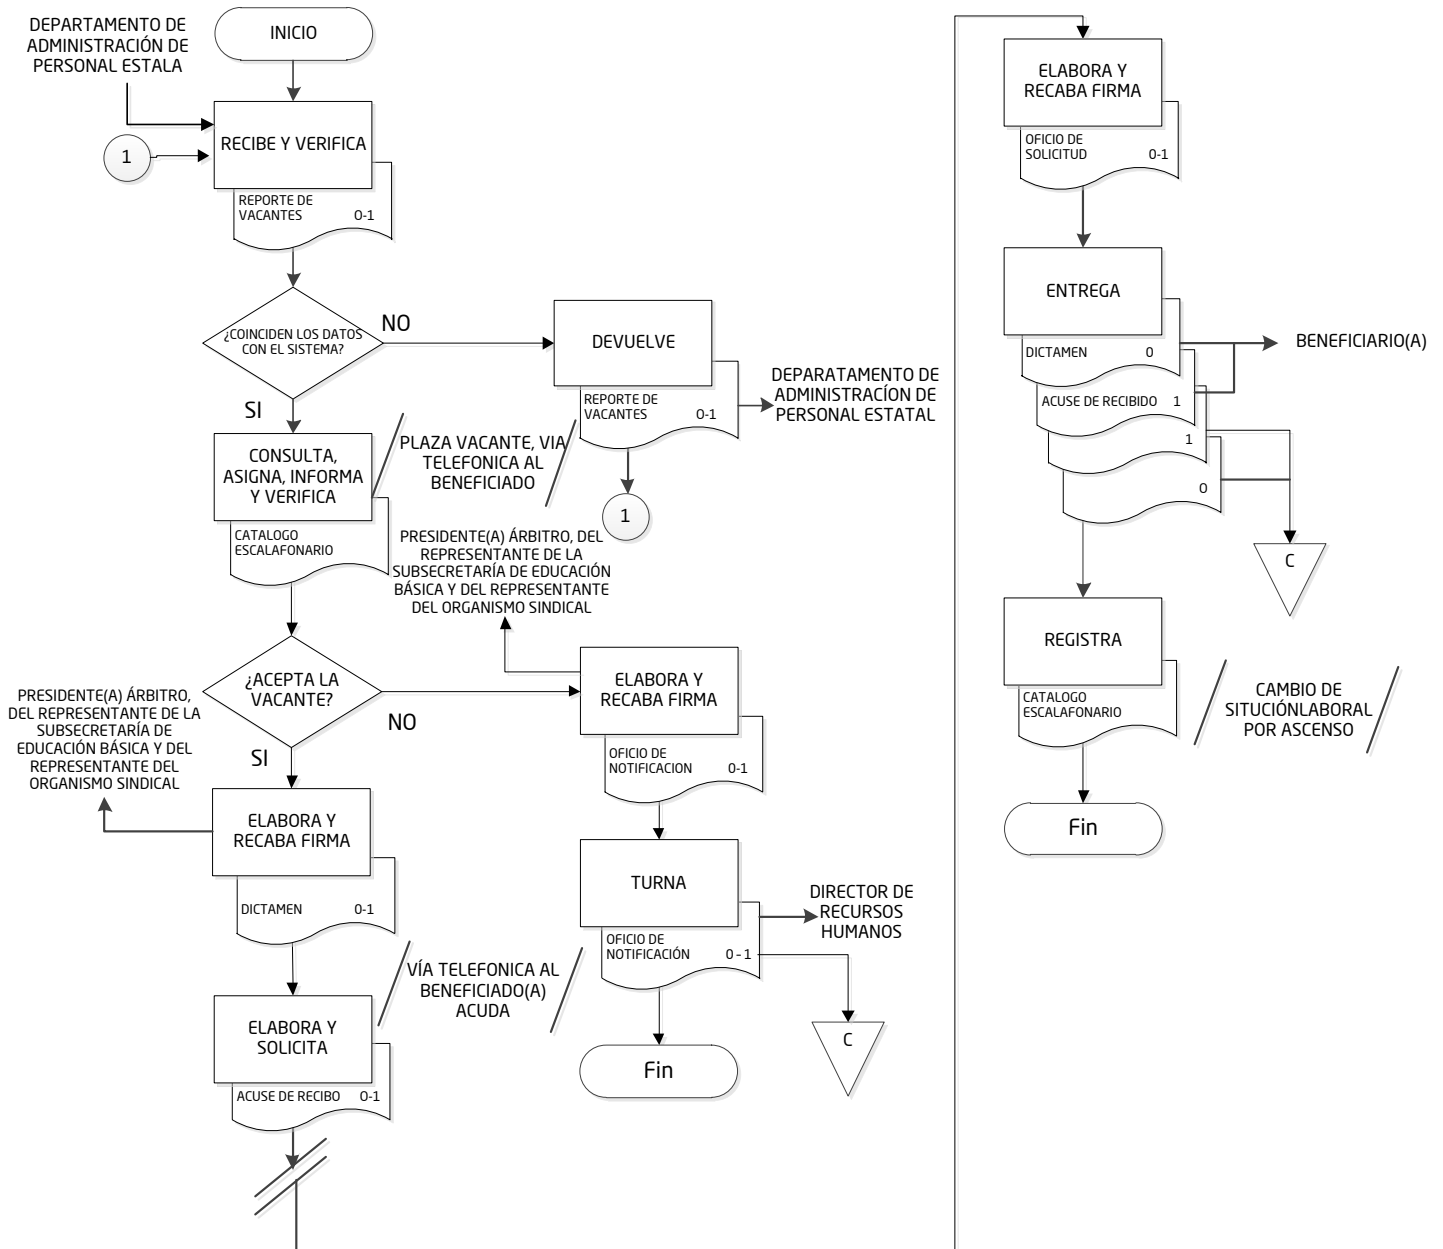 DEPARTAMENTO DE
ADMINISTRACIÓN DE
PERSONAL ESTALA
INICIO
1
RECIBE Y VERIFICA
REPORTE DE
VACANTES 0-1
¿COINCIDEN LOS DATOS
CON EL SISTEMA?
NO
SI
DEVUELVE
REPORTE DE
VACANTES 0-1
DEPARATAMENTO DE
ADMINISTRACÍON DE
PERSONAL ESTATAL
1
CONSULTA,
ASIGNA, INFORMA
Y VERIFICA
CATALOGO
ESCALAFONARIO
PLAZA VACANTE, VIA
TELEFONICA AL
BENEFICIADO
PRESIDENTE(A) ÁRBITRO, DEL
REPRESENTANTE DE LA
SUBSECRETARÍA DE EDUCACIÓN
BÁSICA Y DEL REPRESENTANTE
DEL ORGANISMO SINDICAL
¿ACEPTA LA
VACANTE?
NO
SI
ELABORA Y
RECABA FIRMA
OFICIO DE
NOTIFICACION 0-1
PRESIDENTE(A) ÁRBITRO,
DEL REPRESENTANTE DE LA
SUBSECRETARÍA DE
EDUCACIÓN BÁSICA Y DEL
REPRESENTANTE DEL
ORGANISMO SINDICAL
ELABORA Y
RECABA FIRMA
DICTAMEN 0-1
TURNA
OFICIO DE
NOTIFICACIÓN 0-1
DIRECTOR DE
RECURSOS
HUMANOS
C
Fin
VÍA TELEFONICA AL
BENEFICIADO(A)
ACUDA
ELABORA Y
SOLICITA
ACUSE DE RECIBO 0-1
ELABORA Y
RECABA FIRMA
OFICIO DE
SOLICITUD 0-1
ENTREGA
DICTAMEN 0
ACUSE DE RECIBIDO 1
1
0
BENEFICIARIO(A)
C
REGISTRA
CATALOGO
ESCALAFONARIO
CAMBIO DE
SITUCIÓNLABORAL
POR ASCENSO
Fin